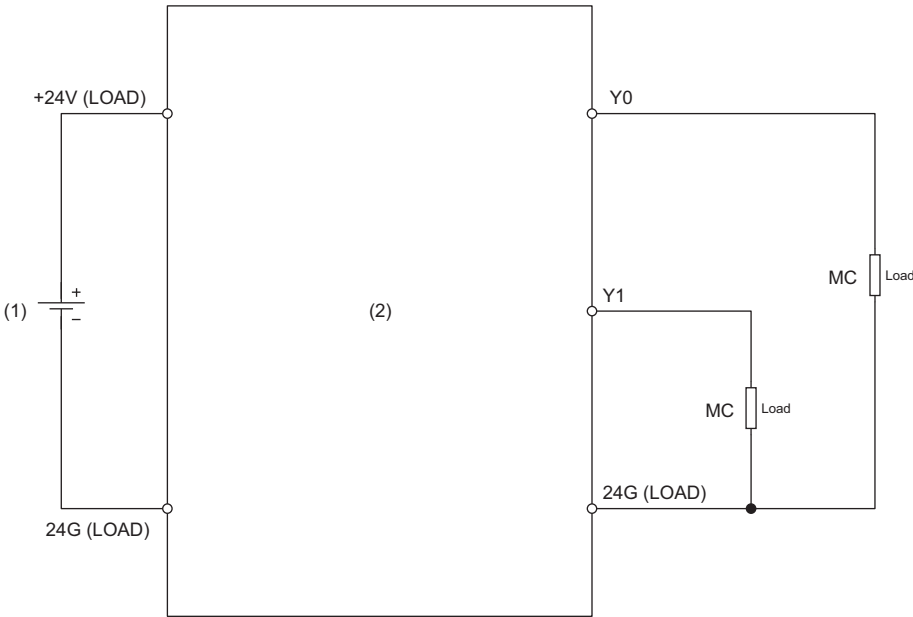 +24V (LOAD)
Y0
MC
Load
(1)
+
−
(2)
Y1
MC
Load
24G (LOAD)
24G (LOAD)